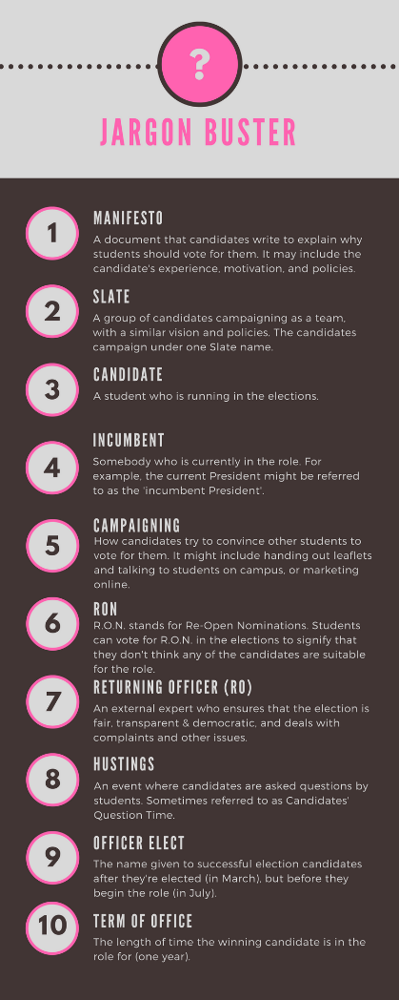 ?
JARGON BUSTER
1
MANIFESTO
A document that candidates write to explain why
students should vote for them. It may include the
candidate's experience, motivation, and policies.
2
SLATE
A group of candidates campaigning as a team,
with a similar vision and policies. The candidates
campaign under one Slate name.
3
CANDIDATE
A student who is running in the elections.
4
INCUMBENT
Somebody who is currently in the role. For
example, the current President might be referred
to as the 'incumbent President'.
5
CAMPAIGNING
How candidates try to convince other students to
vote for them. It might include handing out leaflets
and talking to students on campus, or marketing
online.
6
RON
R.O.N. stands for Re-Open Nominations. Students
can vote for R.O.N. in the elections to signify that
they don't think any of the candidates are suitable
for the role.
7
RETURNING OFFICER (RO)
An external expert who ensures that the election is
fair, transparent & democratic, and deals with
complaints and other issues.
8
HUSTINGS
An event where candidates are asked questions by
students. Sometimes referred to as Candidates'
Question Time.
9
OFFICER ELECT
The name given to successful election candidates
after they're elected (in March), but before they
begin the role (in July).
10
TERM OF OFFICE
The length of time the winning candidate is in the
role for (one year).